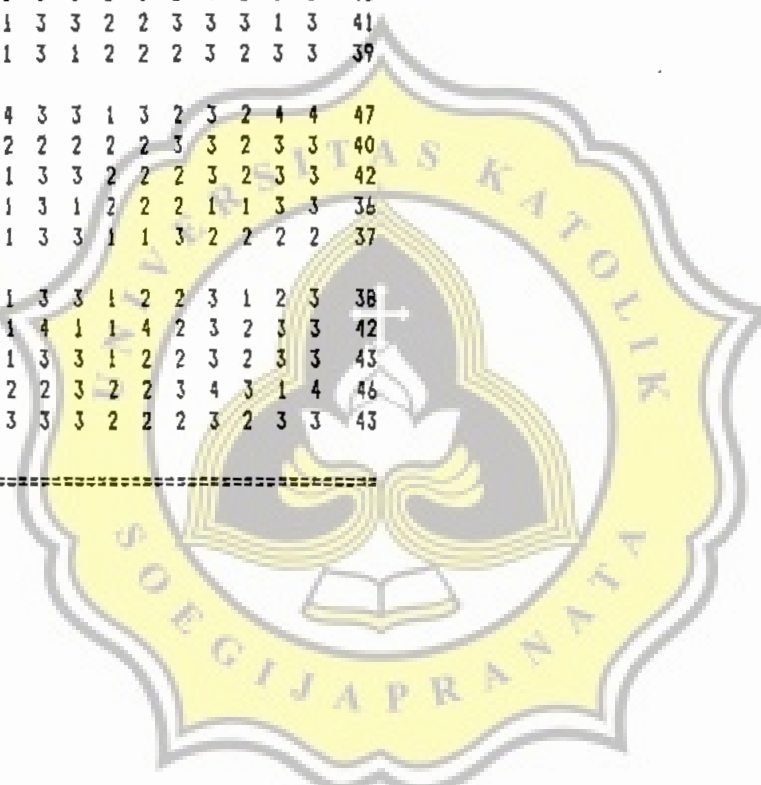 1 3 3 2 2 3 3 3 1 3 41
1 3 1 2 2 2 3 2 3 3 39
4 3 3 1 3 2 3 2 4 4 47
2 2 2 2 2 3 3 2 3 3 40
1 3 3 2 2 2 3 2 3 3 42
1 3 1 2 2 2 1 1 3 3 36
1 3 3 1 1 3 2 2 2 2 37
1 3 3 1 2 2 3 1 2 3 38
1 4 1 1 4 2 3 2 3 3 42
1 3 3 1 2 2 3 2 3 3 43
2 2 3 2 2 3 4 3 1 4 46
3 3 3 2 2 2 3 2 3 3 43
UNIVERSITAS KATOLIK
SOEGIJAPRANATA